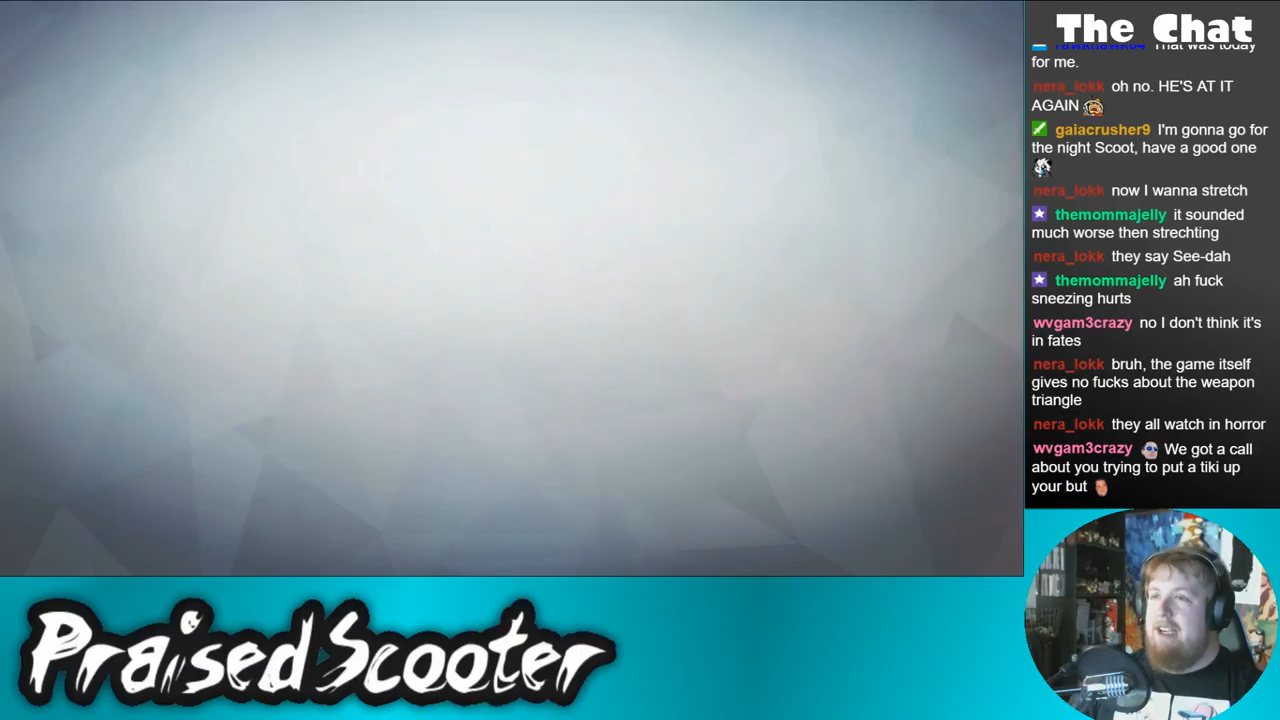 The Chat
That was today
for me.
nera_lokk oh no. HE'S AT IT
AGAIN
gaiacrusher9 I'm gonna go for
the night Scoot, have a good one
nera_lokk now I wanna stretch
themommajelly it sounded
much worse then strechting
nera_lokk they say See-dah
themommajelly ah fuck
sneezing hurts
wvgam3crazy no I don't think it's
in fates
nera_lokk bruh, the game itself
gives no fucks about the weapon
triangle
nera_lokk they all watch in horror
wvgam3crazy We got a call
about you trying to put a tiki up
your but
PraisedScooter